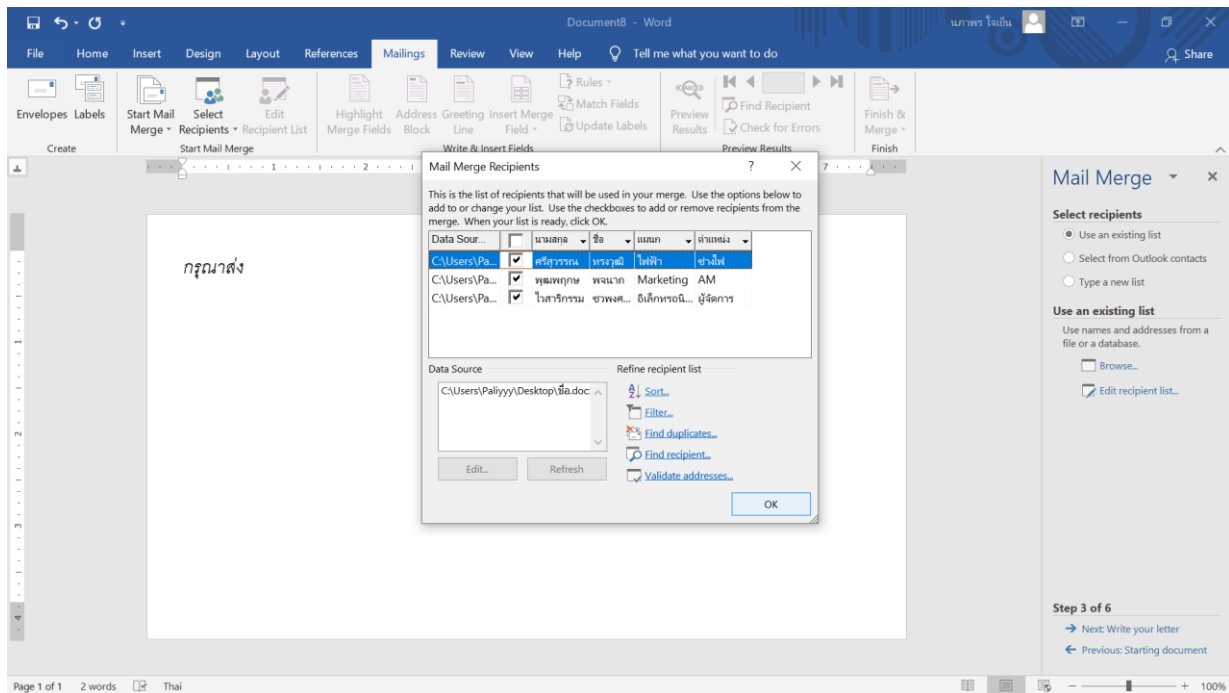 Document8 - Word
นภาพร ใจเย็น
File Home Insert Design Layout References Mailings Review View Help Tell me what you want to do Share
Envelopes Labels
Start Mail Merge
Select Recipients
Edit Recipient List
Highlight Merge Fields
Address Block
Greeting Line
Insert Merge Field
Rules
Match Fields
Update Labels
Preview Results
Find Recipient
Check for Errors
Finish & Merge
Create
Start Mail Merge
Write & Insert Fields
Preview Results
Finish
1 2 7
กรุณาส่ง
Mail Merge Recipients ?
This is the list of recipients that will be used in your merge. Use the options below to
add to or change your list. Use the checkboxes to add or remove recipients from the
merge. When your list is ready, click OK.
Data Sour... นามสกุล ชื่อ แผนก ตำแหน่ง
C:\Users\Pa... ศรีสุวรรณ ทรงวุฒิ ไฟฟ้า ช่างไฟ
C:\Users\Pa... พุฒพฤกษ พจนาถ Marketing AM
C:\Users\Pa... ไวสาริกรรม ชวพงศ... อิเล็กทรอนิ... ผู้จัดการ
Data Source
C:\Users\Paliyyy\Desktop\ชื่อ.doc
Edit...
Refresh
Refine recipient list
Sort...
Filter...
Find duplicates...
Find recipient...
Validate addresses...
OK
Mail Merge
Select recipients
Use an existing list
Select from Outlook contacts
Type a new list
Use an existing list
Use names and addresses from a
file or a database.
Browse...
Edit recipient list...
Step 3 of 6
Next: Write your letter
Previous: Starting document
1
2
3
4
Page 1 of 1 2 words Thai
100%